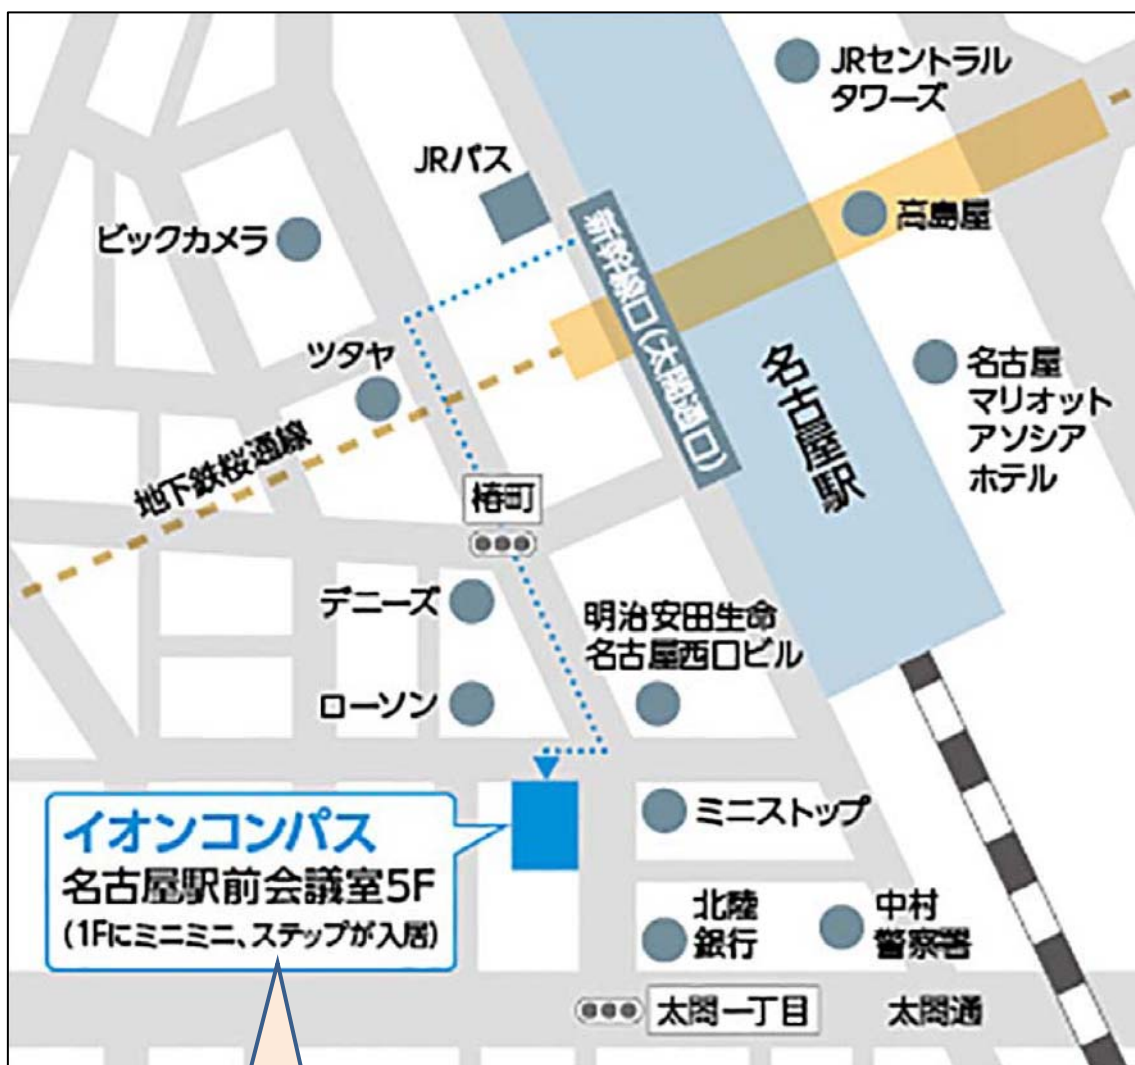 JRセントラル
タワーズ
JRバス
髙島屋
ビックカメラ
新幹線口(太閤通口)
ツタヤ
名古屋駅
名古屋
マリオット
アソシア
ホテル
地下鉄桜通線
椿町
デニーズ
明治安田生命
名古屋西口ビル
ローソン
イオンコンパス
名古屋駅前会議室5F
(1Fにミニミニ、ステップが入居)
ミニストップ
北陸
銀行
中村
警察署
太閤一丁目
太閤通